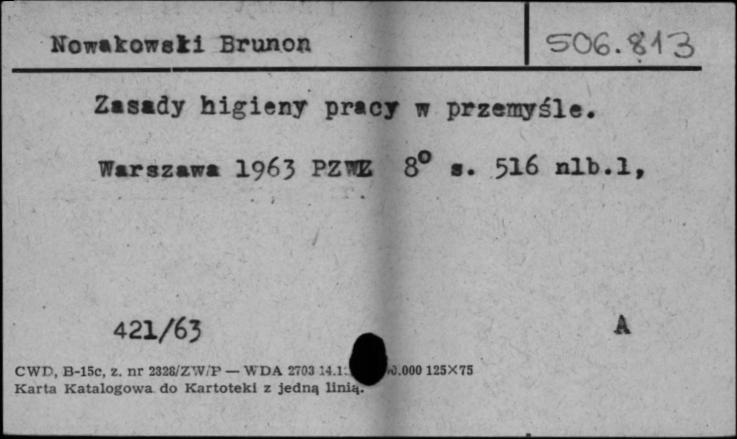 Nowakowski Brunon 506.813
Zasady higieny pracy w przemyśle.
Warszawa 1963 PZWL 8° s. 516 nlb.1,
421/63 A
CWD, B-15c, z. nr 2328/ZW/P — WDA 2703 14.1 0.000 125×75
Karta Katalogowa do Kartoteki z jedną linią.